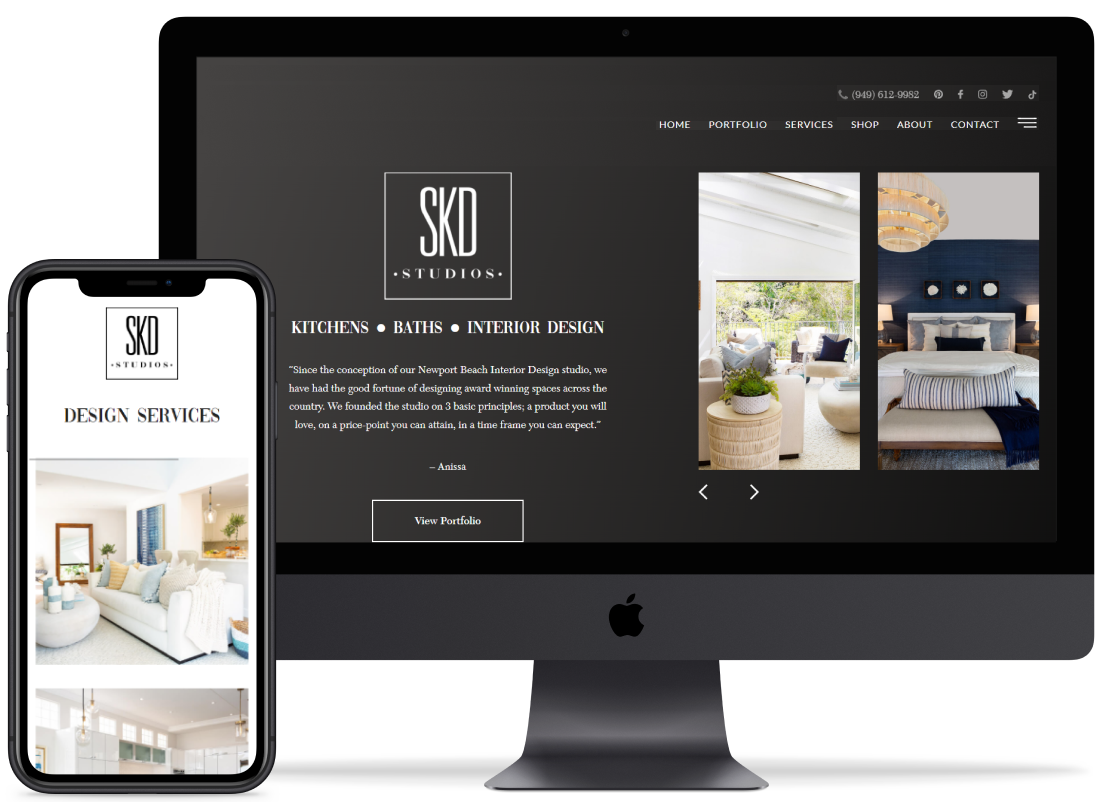 (949) 612-9982
HOME PORTFOLIO SERVICES SHOP ABOUT CONTACT
SKD
•STUDIOS•
KITCHENS ● BATHS ● INTERIOR DESIGN
“Since the conception of our Newport Beach Interior Design studio, we
have had the good fortune of designing award winning spaces across the
country. We founded the studio on 3 basic principles; a product you will
love, on a price-point you can attain, in a time frame you can expect.”
– Anissa
View Portfolio
SKD
•STUDIOS•
DESIGN SERVICES